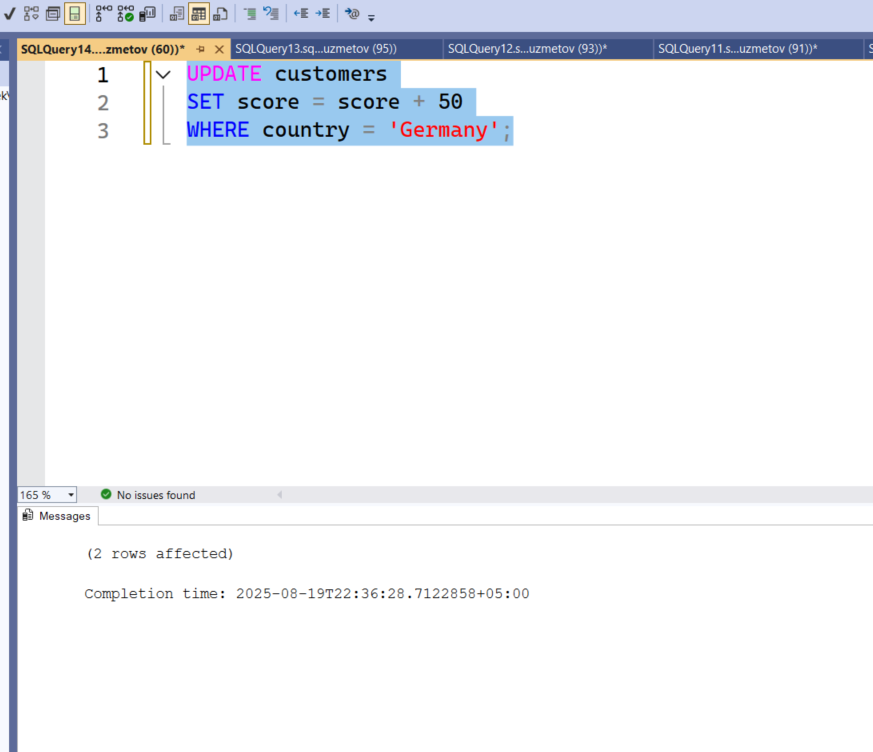 SQLQuery14....zmetov (60))*
SQLQuery13.sq...uzmetov (95))
SQLQuery12.s...uzmetov (93))*
SQLQuery11.s...uzmetov (91))*
1 UPDATE customers
2 SET score = score + 50
3 WHERE country = 'Germany';
165 %
No issues found
Messages
(2 rows affected)
Completion time: 2025-08-19T22:36:28.7122858+05:00